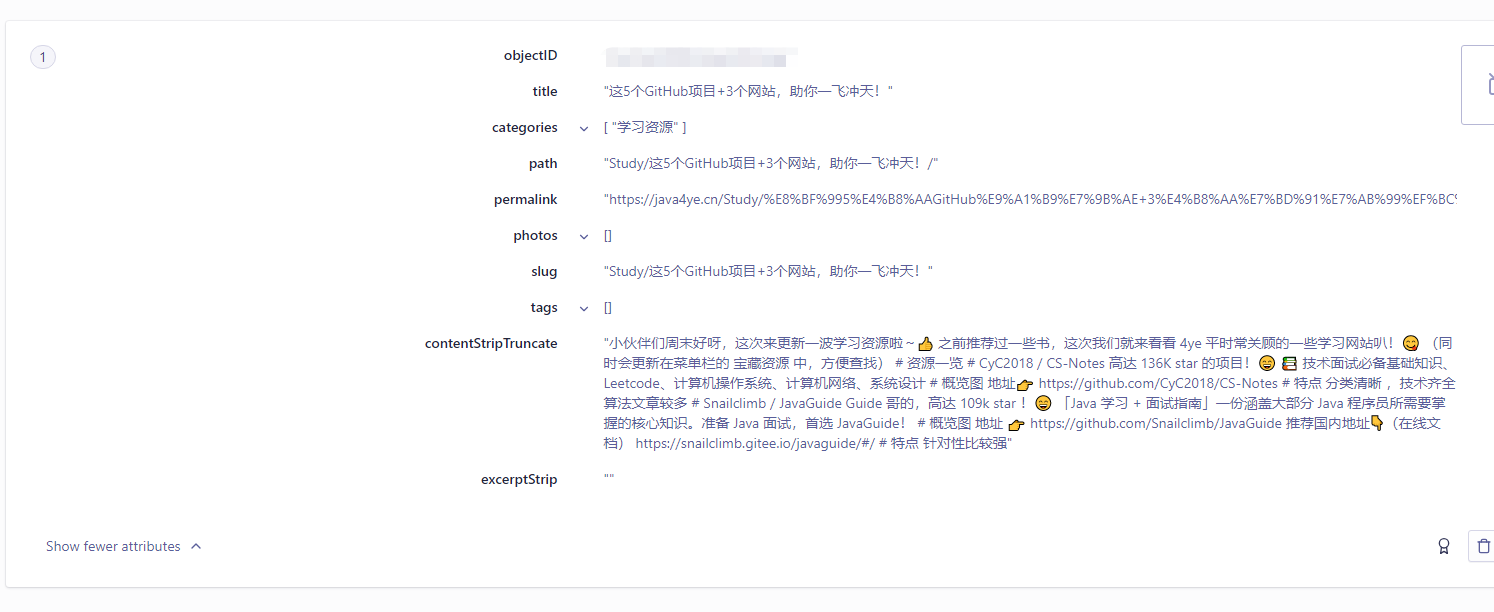 1
objectID
title "这5个GitHub项目+3个网站，助你一飞冲天！"
categories [ "学习资源" ]
path "Study/这5个GitHub项目+3个网站，助你一飞冲天！/"
permalink "https://java4ye.cn/Study/%E8%BF%995%E4%B8%AAGitHub%E9%A1%B9%E7%9B%AE+3%E4%B8%AA%E7%BD%91%E7%AB%99%EF%BC%
photos []
slug "Study/这5个GitHub项目+3个网站，助你一飞冲天！"
tags []
contentStripTruncate "小伙伴们周末好呀，这次来更新一波学习资源啦～👍 之前推荐过一些书，这次我们就来看看 4ye 平时常关顾的一些学习网站叭！😋 （同
时会更新在菜单栏的 宝藏资源 中，方便查找） # 资源一览 # CyC2018 / CS-Notes 高达 136K star 的项目！😄 📚 技术面试必备基础知识、
Leetcode、计算机操作系统、计算机网络、系统设计 # 概览图 地址👉 https://github.com/CyC2018/CS-Notes # 特点 分类清晰 ，技术齐全
算法文章较多 # Snailclimb / JavaGuide Guide 哥的，高达 109k star ！😄 「Java 学习 + 面试指南」一份涵盖大部分 Java 程序员所需要掌
握的核心知识。准备 Java 面试，首选 JavaGuide！ # 概览图 地址 👉 https://github.com/Snailclimb/JavaGuide 推荐国内地址👇（在线文
档） https://snailclimb.gitee.io/javaguide/#/ # 特点 针对性比较强"
excerptStrip ""
Show fewer attributes